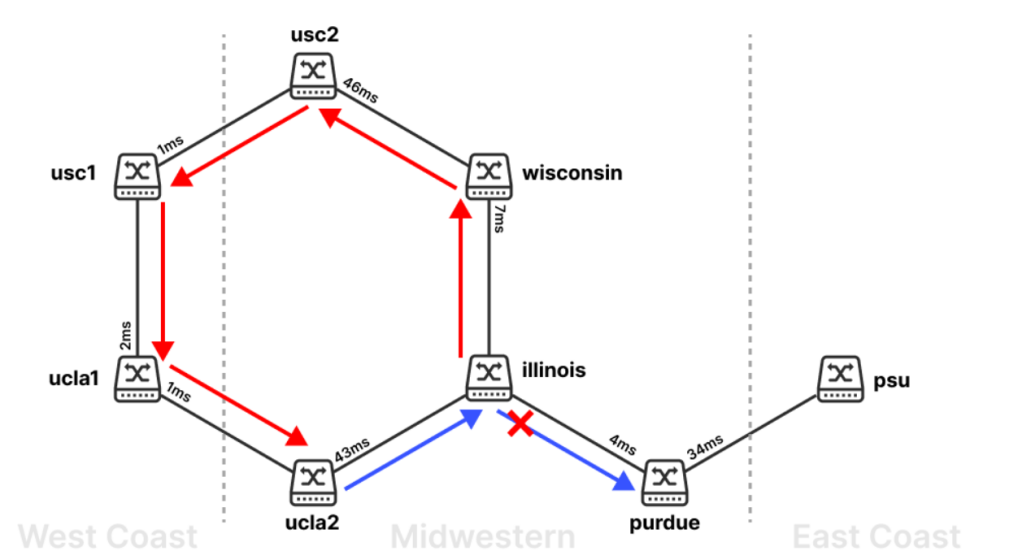 usc2
46ms
1ms
usc1
wisconsin
7ms
2ms
ucla1
1ms
illinois
psu
43ms
4ms
34ms
ucla2
purdue
West Coast
Midwestern
East Coast